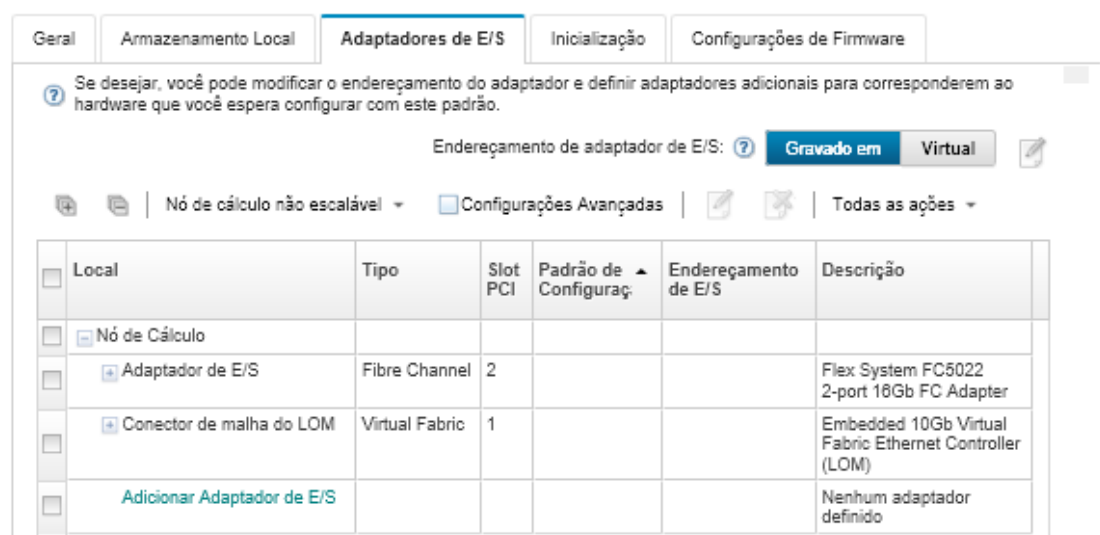 Geral
Armazenamento Local
Adaptadores de E/S
Inicialização
Configurações de Firmware
Se desejar, você pode modificar o endereçamento do adaptador e definir adaptadores adicionais para corresponderem ao
hardware que você espera configurar com este padrão.
Endereçamento de adaptador de E/S: ? Gravado em Virtual
Nó de cálculo não escalável
Configurações Avançadas
Todas as ações
Local
Tipo
Slot
PCI
Padrão de
Configuraç
Endereçamento
de E/S
Descrição
Nó de Cálculo
Adaptador de E/S
Fibre Channel
2
Flex System FC5022
2-port 16Gb FC Adapter
Conector de malha do LOM
Virtual Fabric
1
Embedded 10Gb Virtual
Fabric Ethernet Controller
(LOM)
Adicionar Adaptador de E/S
Nenhum adaptador
definido